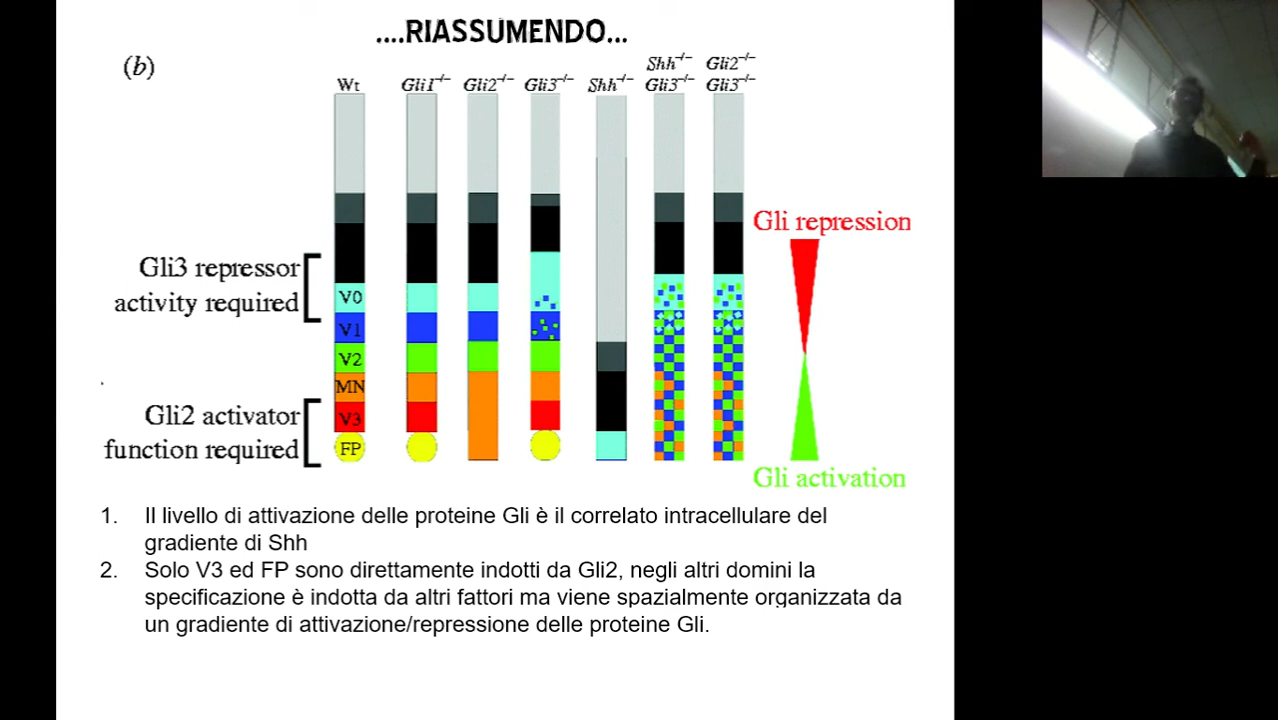 ....RIASSUMENDO...
(b)
Wt
Gli1-/-
Gli2-/-
Gli3-/-
Shh-/-
Shh-/-
Gli3-/-
Gli2-/-
Gli3-/-
Gli3 repressor
activity required
V0
V1
V2
MN
V3
FP
Gli2 activator
function required
Gli repression
Gli activation
1. Il livello di attivazione delle proteine Gli è il correlato intracellulare del
gradiente di Shh
2. Solo V3 ed FP sono direttamente indotti da Gli2, negli altri domini la
specificazione è indotta da altri fattori ma viene spazialmente organizzata da
un gradiente di attivazione/repressione delle proteine Gli.